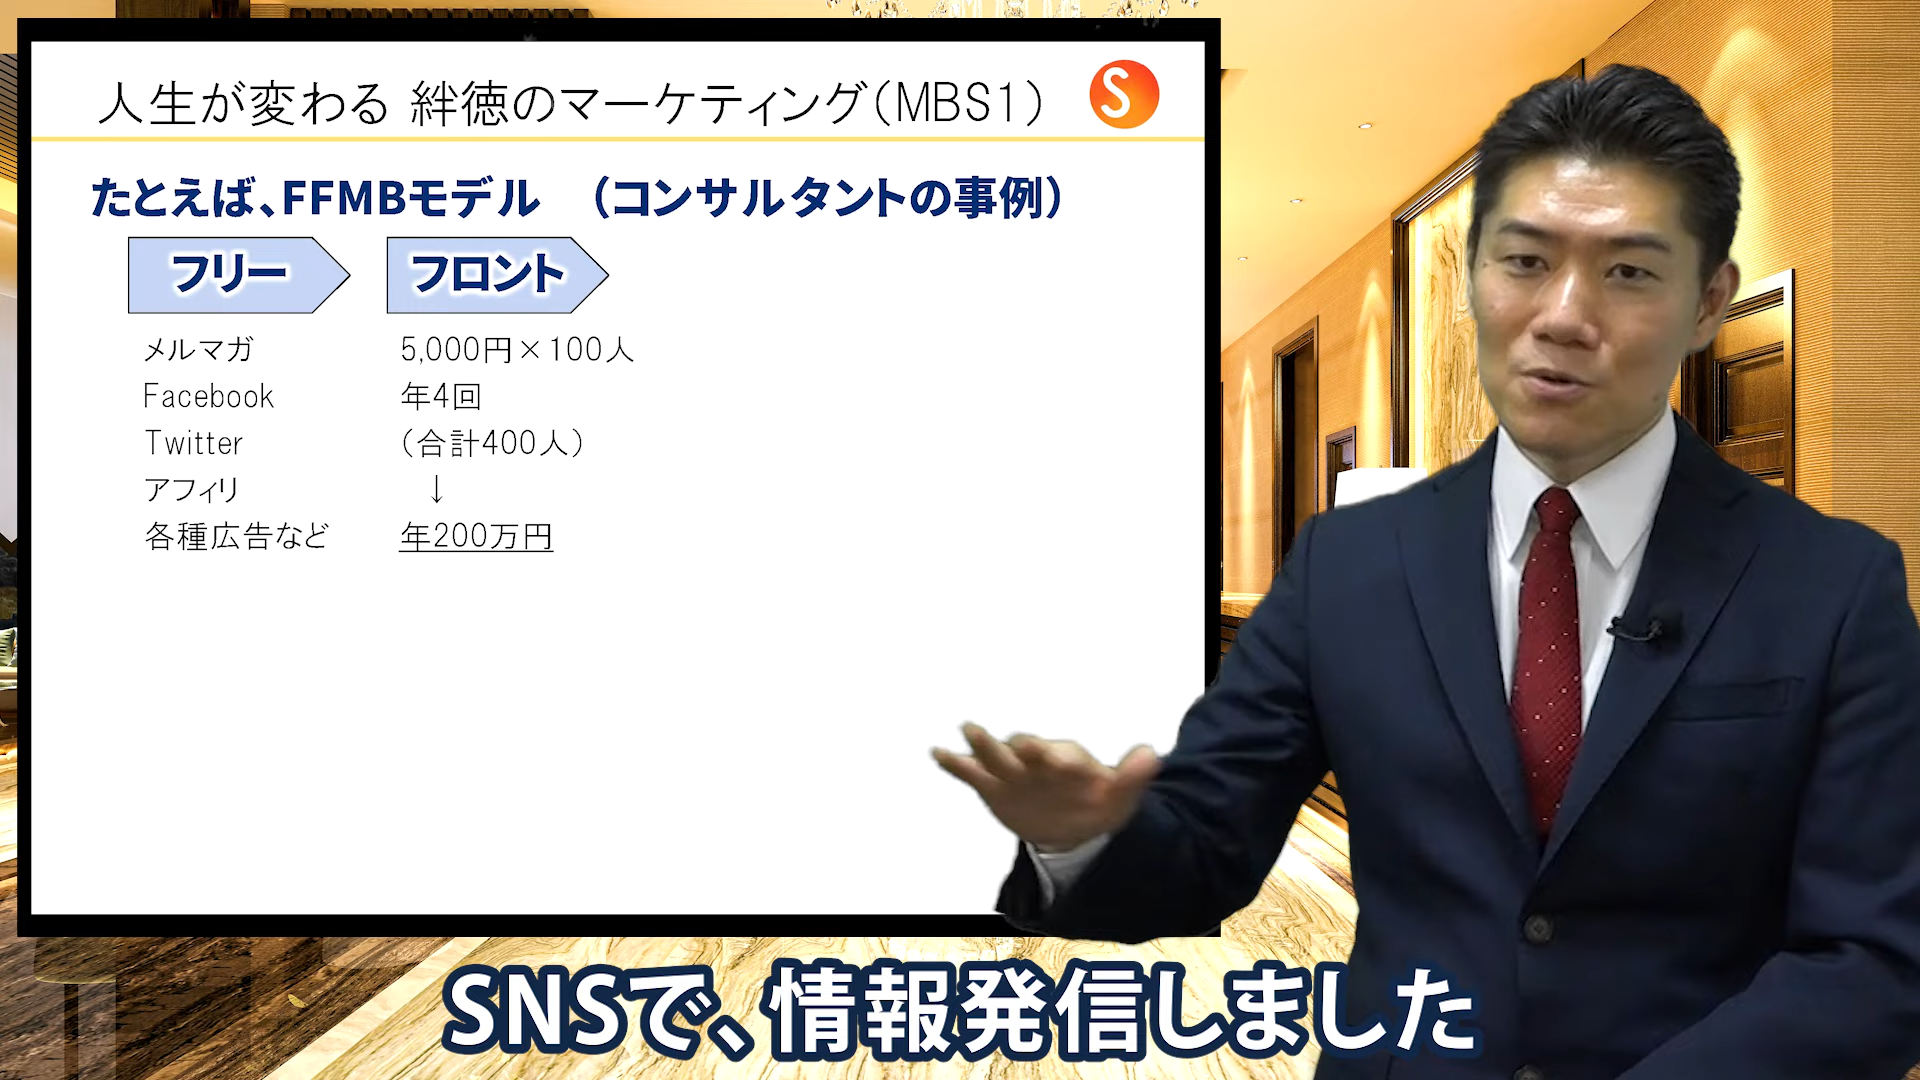 人生が変わる 絆徳のマーケティング(MBS1)
S
たとえば、FFMBモデル (コンサルタントの事例)
フリー
メルマガ
Facebook
Twitter
アフィリ
各種広告など
フロント
5,000円×100人
年4回
(合計400人)
↓
年200万円
SNSで、情報発信しました